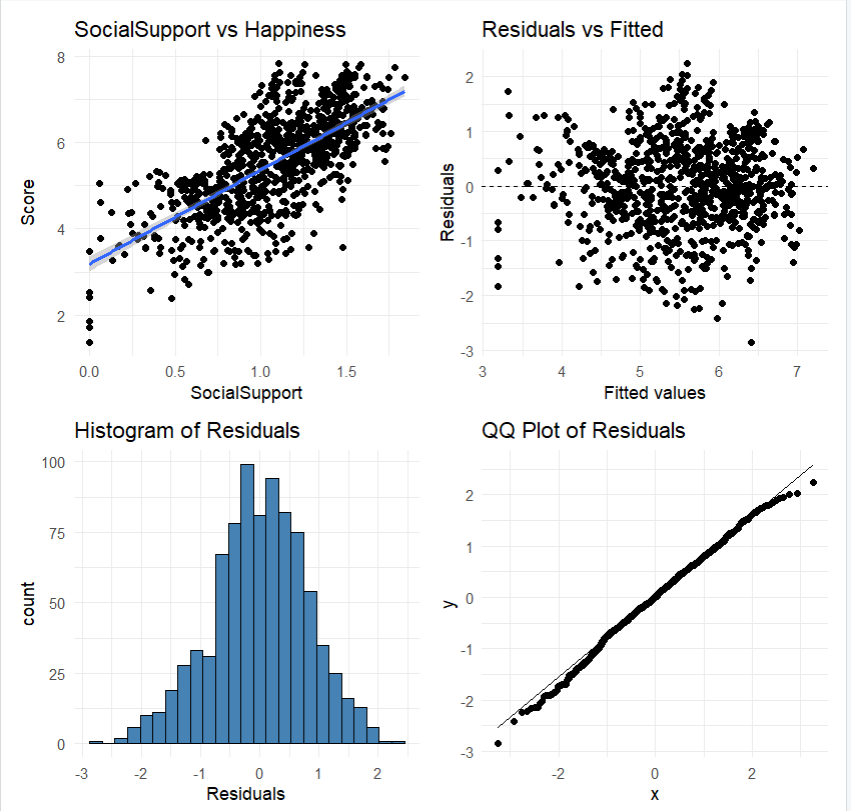 SocialSupport vs Happiness
8
6
4
2
Score
0.0 0.5 1.0 1.5
SocialSupport
Residuals vs Fitted
2
1
0
-1
-2
-3
Residuals
3 4 5 6 7
Fitted values
Histogram of Residuals
100
75
50
25
0
count
-3 -2 -1 0 1 2
Residuals
QQ Plot of Residuals
2
1
0
-1
-2
-3
y
-2 0 2
x